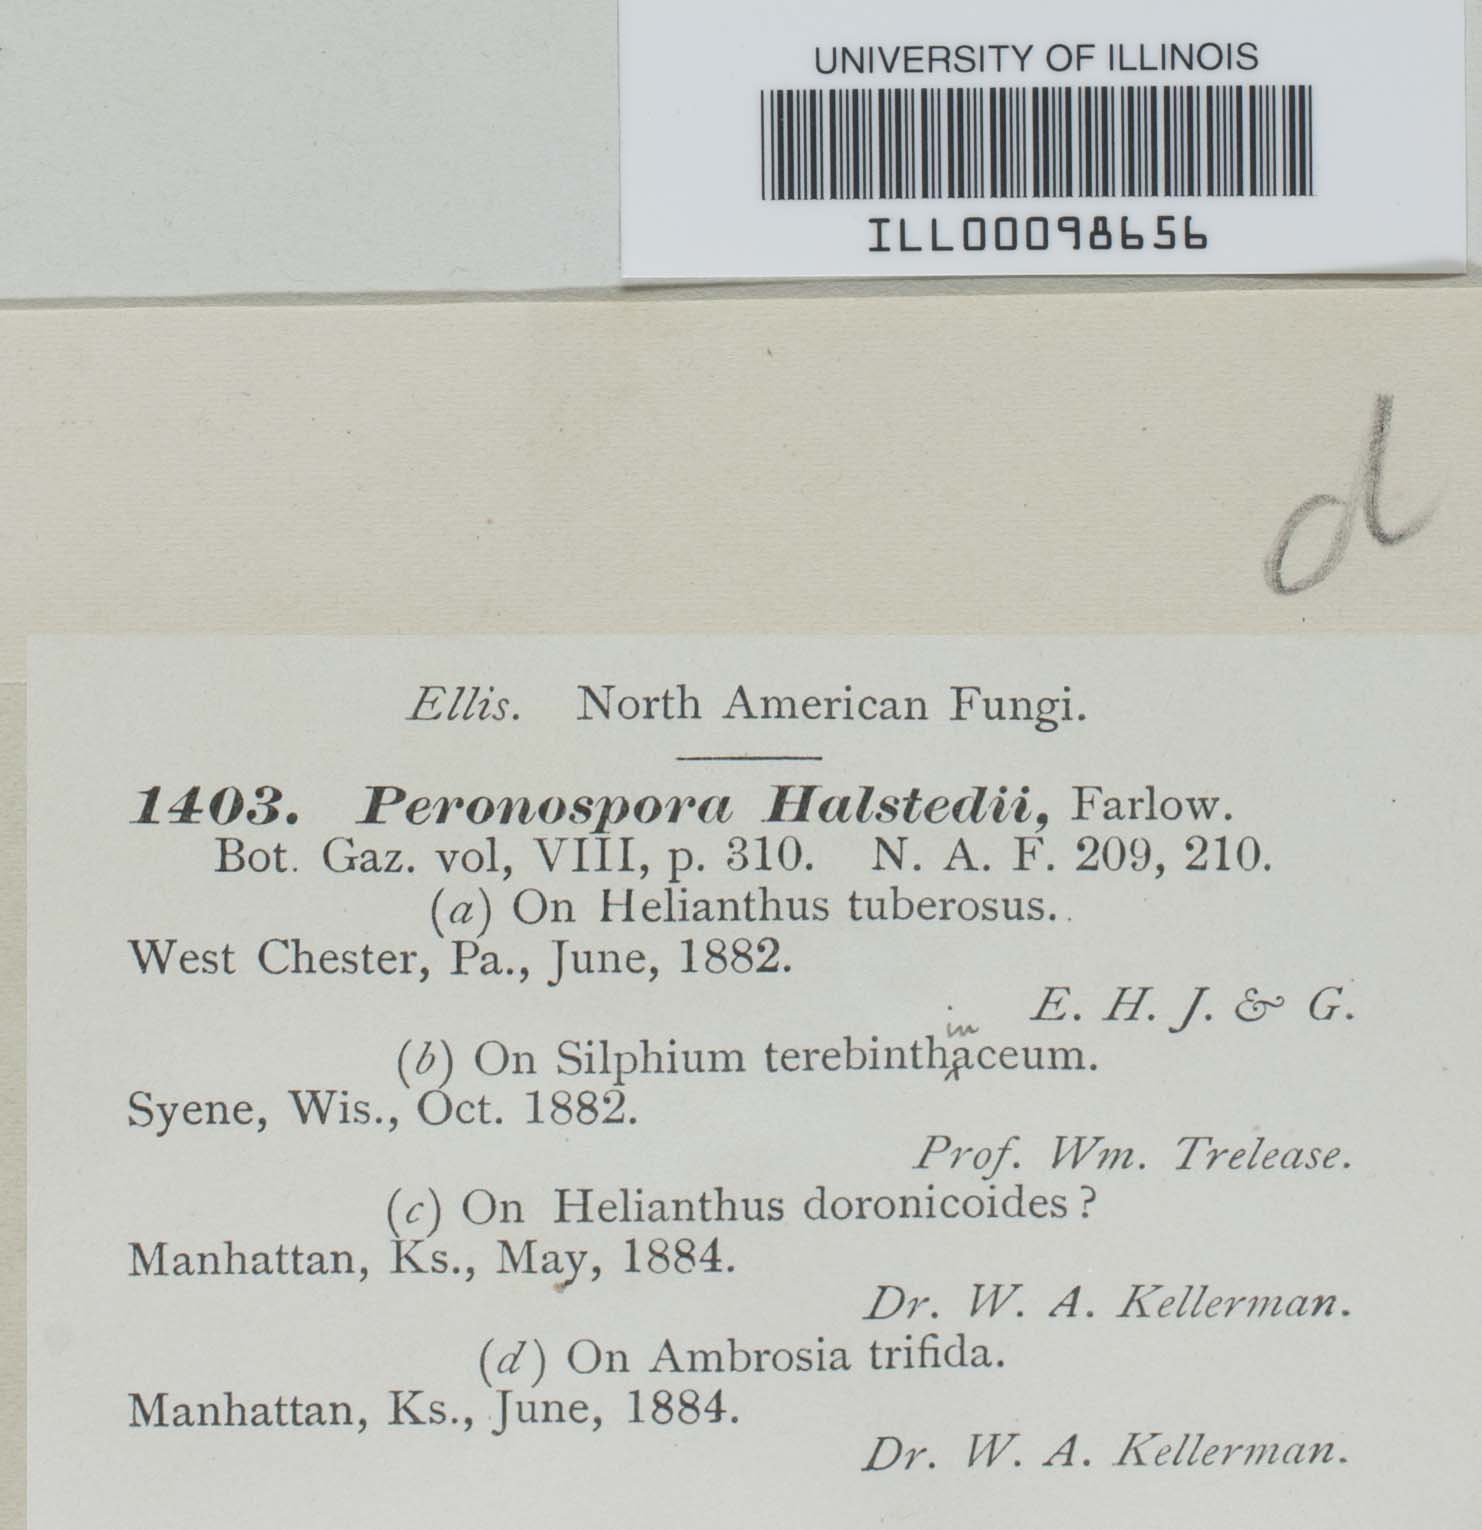 UNIVERSITY OF ILLINOIS
ILL00098656
d
Ellis. North American Fungi.
1403. Peronospora Halstedii, Farlow.
Bot. Gaz. vol, VIII, p. 310. N. A. F. 209, 210.
(a) On Helianthus tuberosus.
West Chester, Pa., June, 1882.
E. H. J. & G.
in
(b) On Silphium terebinthaceum.
Syene, Wis., Oct. 1882.
Prof. Wm. Trelease.
(c) On Helianthus doronicoides?
Manhattan, Ks., May, 1884.
Dr. W. A. Kellerman.
(d) On Ambrosia trifida.
Manhattan, Ks., June, 1884.
Dr. W. A. Kellerman.